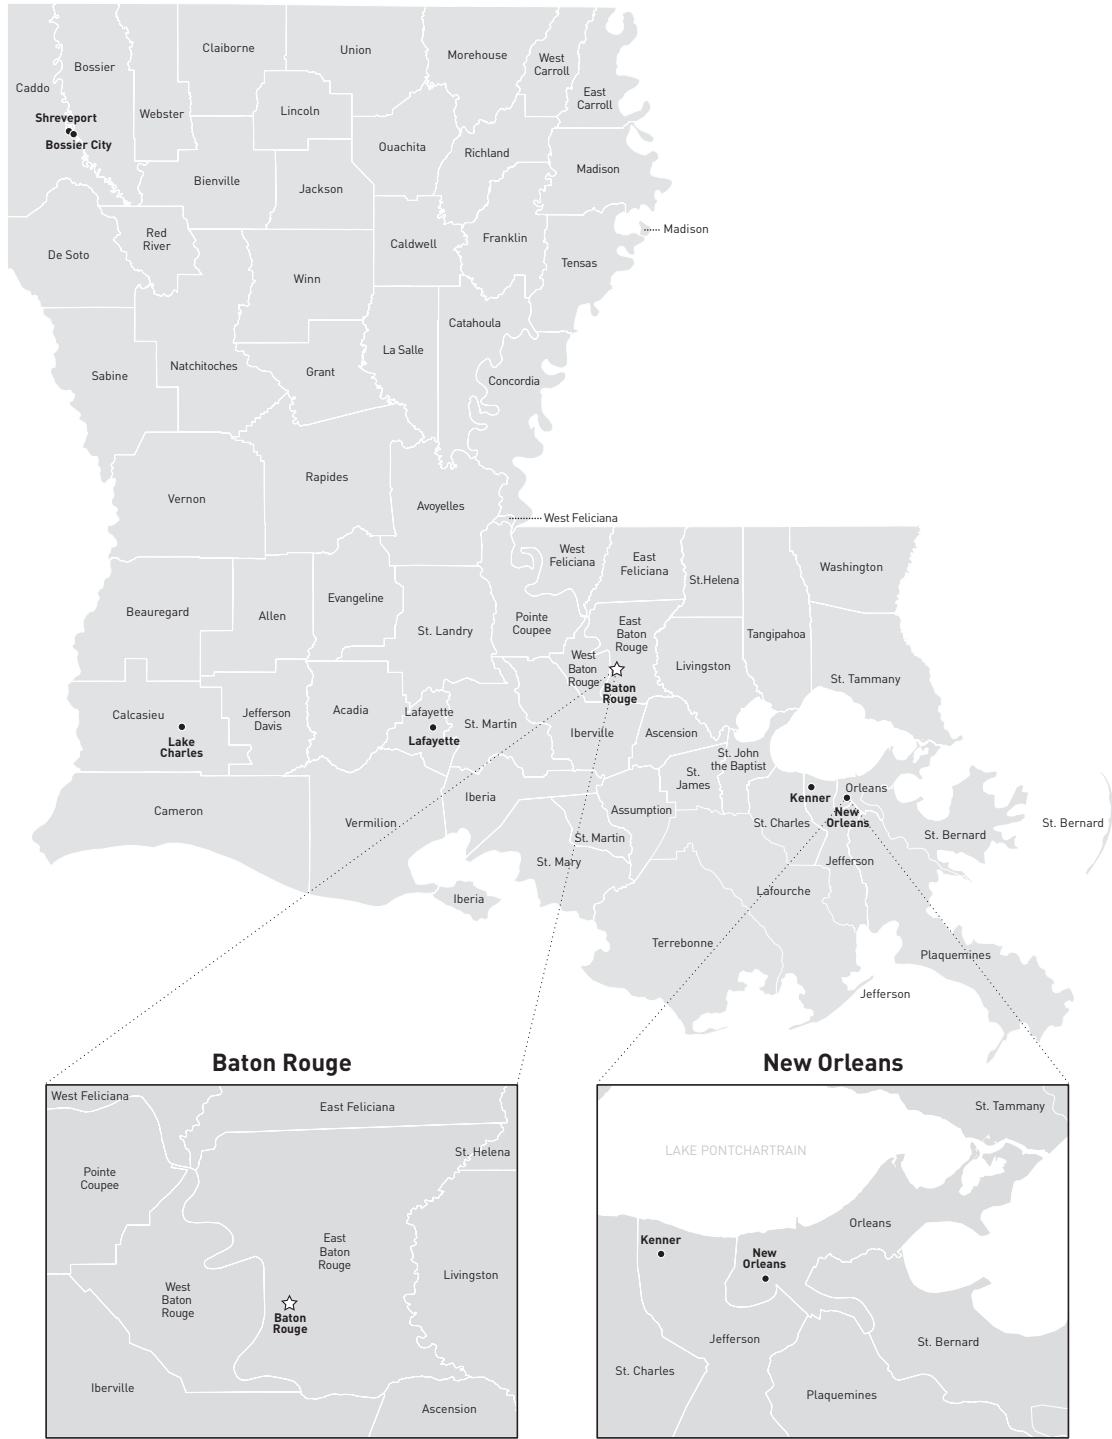 Claiborne
Union
Morehouse
West
Carroll
Bossier
Caddo
East
Carroll
Webster
Lincoln
Shreveport
Bossier City
Ouachita
Richland
Madison
Bienville
Jackson
Madison
Red
River
Caldwell
Franklin
De Soto
Tensas
Winn
Catahoula
La Salle
Natchitoches
Grant
Sabine
Concordia
Rapides
Vernon
Avoyelles
West Feliciana
West
Feliciana
East
Feliciana
St.Helena
Washington
Evangeline
Beauregard
Allen
Pointe
Coupee
East
Baton
Rouge
St. Landry
Tangipahoa
West
Baton
Rouge
Livingston
St. Tammany
Baton
Rouge
Calcasieu
Jefferson
Davis
Acadia
Lafayette
St. Martin
Lafayette
Lake
Charles
Iberville
Ascension
St. John
the Baptist
St.
James
Kenner
Orleans
New
Orleans
Iberia
Cameron
Vermilion
Assumption
St. Charles
St. Bernard
St. Bernard
St. Martin
St. Mary
Jefferson
Lafourche
Iberia
Terrebonne
Plaquemines
Jefferson
Baton Rouge
West Feliciana
East Feliciana
St. Helena
Pointe
Coupee
East
Baton
Rouge
Livingston
West
Baton
Rouge
Baton
Rouge
Iberville
Ascension
New Orleans
St. Tammany
LAKE PONTCHARTRAIN
Orleans
Kenner
New
Orleans
Jefferson
St. Bernard
St. Charles
Plaquemines